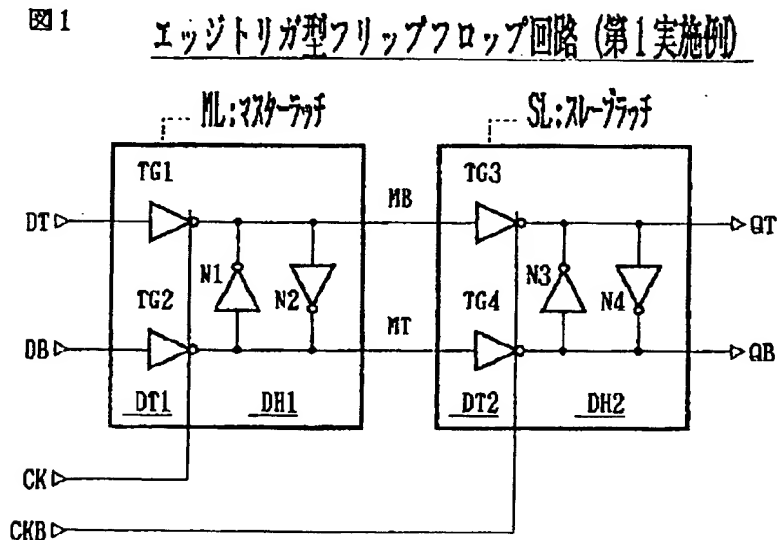 図1
エッジトリガ型フリップフロップ回路 (第1実施例)
ML:マスターラッチ
SL:スレーブラッチ
TG1
TG3
DT
MB
QT
N1
N2
N3
N4
TG2
TG4
DB
MT
QB
DT1
DH1
DT2
DH2
CK
CKB